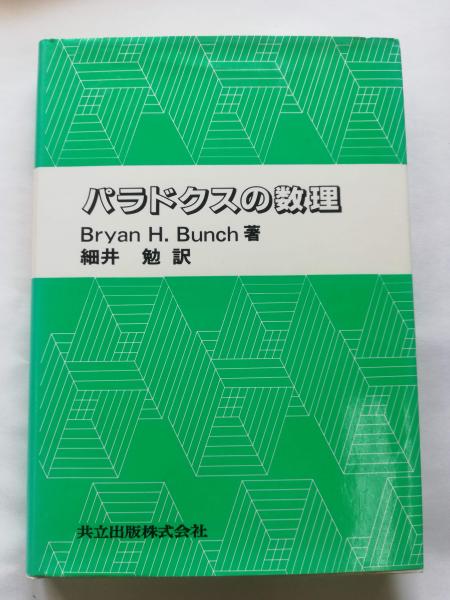 パラドクスの数理
Bryan H. Bunch 著
細井 勉 訳
共立出版株式会社